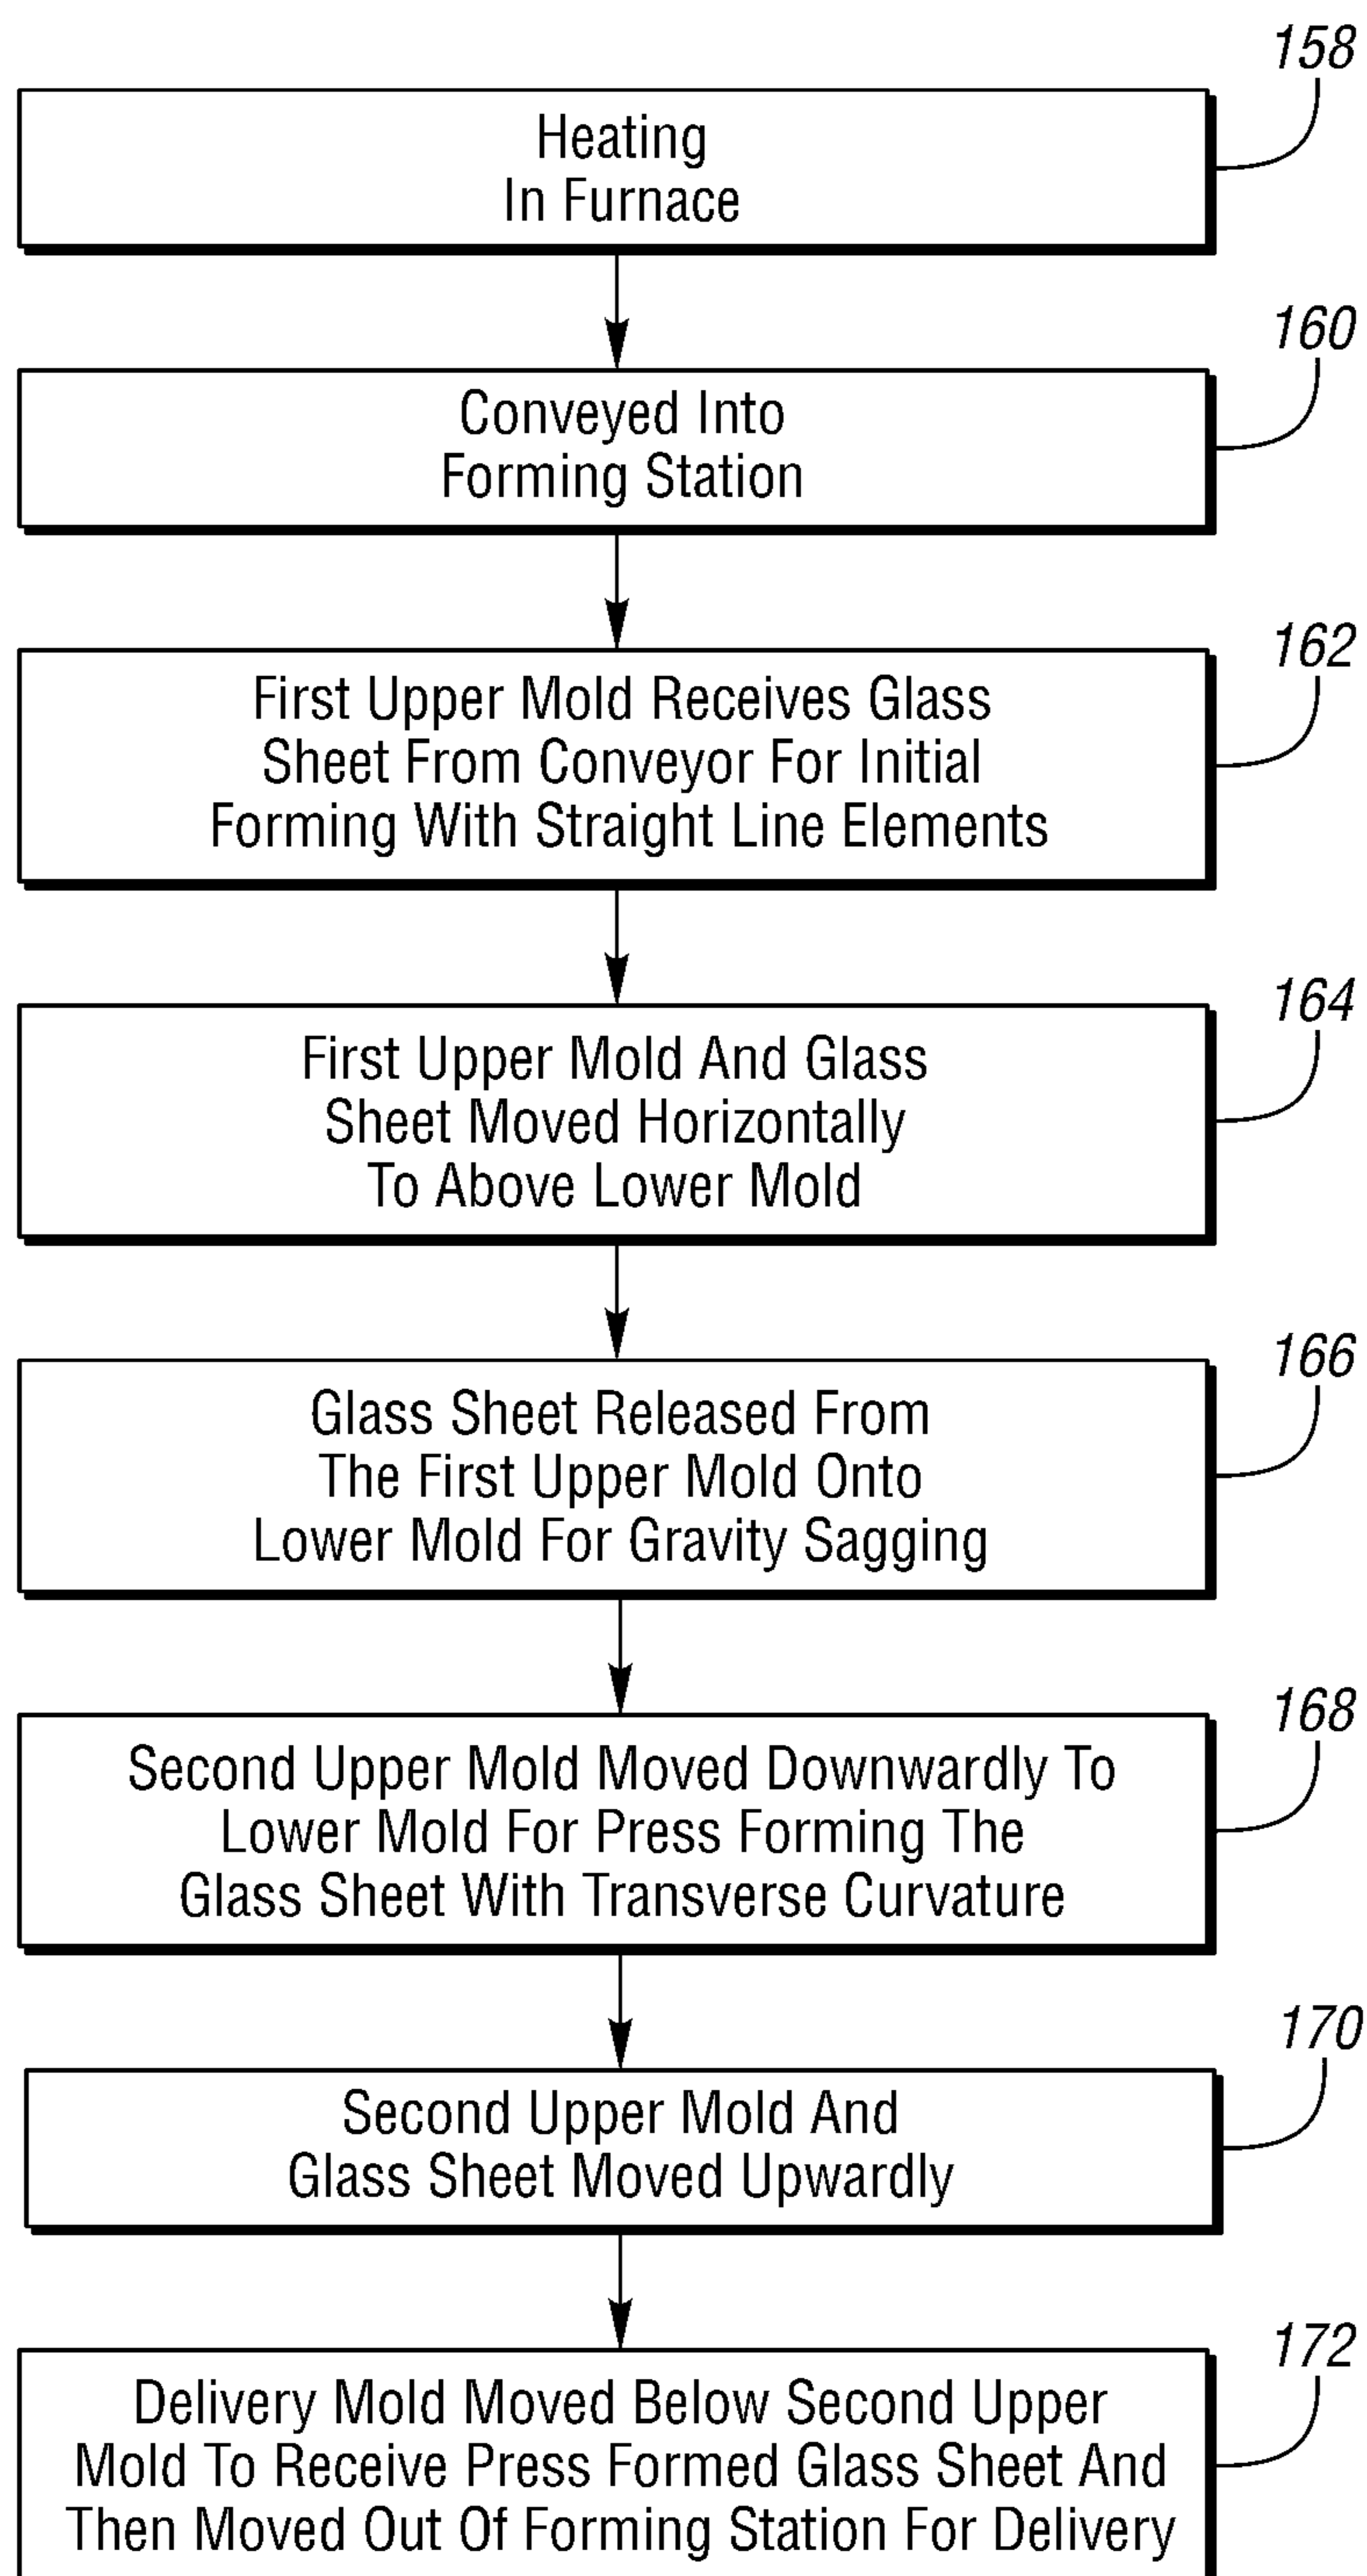 158
Heating
In Furnace
160
Conveyed Into
Forming Station
162
First Upper Mold Receives Glass
Sheet From Conveyor For Initial
Forming With Straight Line Elements
164
First Upper Mold And Glass
Sheet Moved Horizontally
To Above Lower Mold
166
Glass Sheet Released From
The First Upper Mold Onto
Lower Mold For Gravity Sagging
168
Second Upper Mold Moved Downwardly To
Lower Mold For Press Forming The
Glass Sheet With Transverse Curvature
170
Second Upper Mold And
Glass Sheet Moved Upwardly
172
Delivery Mold Moved Below Second Upper
Mold To Receive Press Formed Glass Sheet And
Then Moved Out Of Forming Station For Delivery